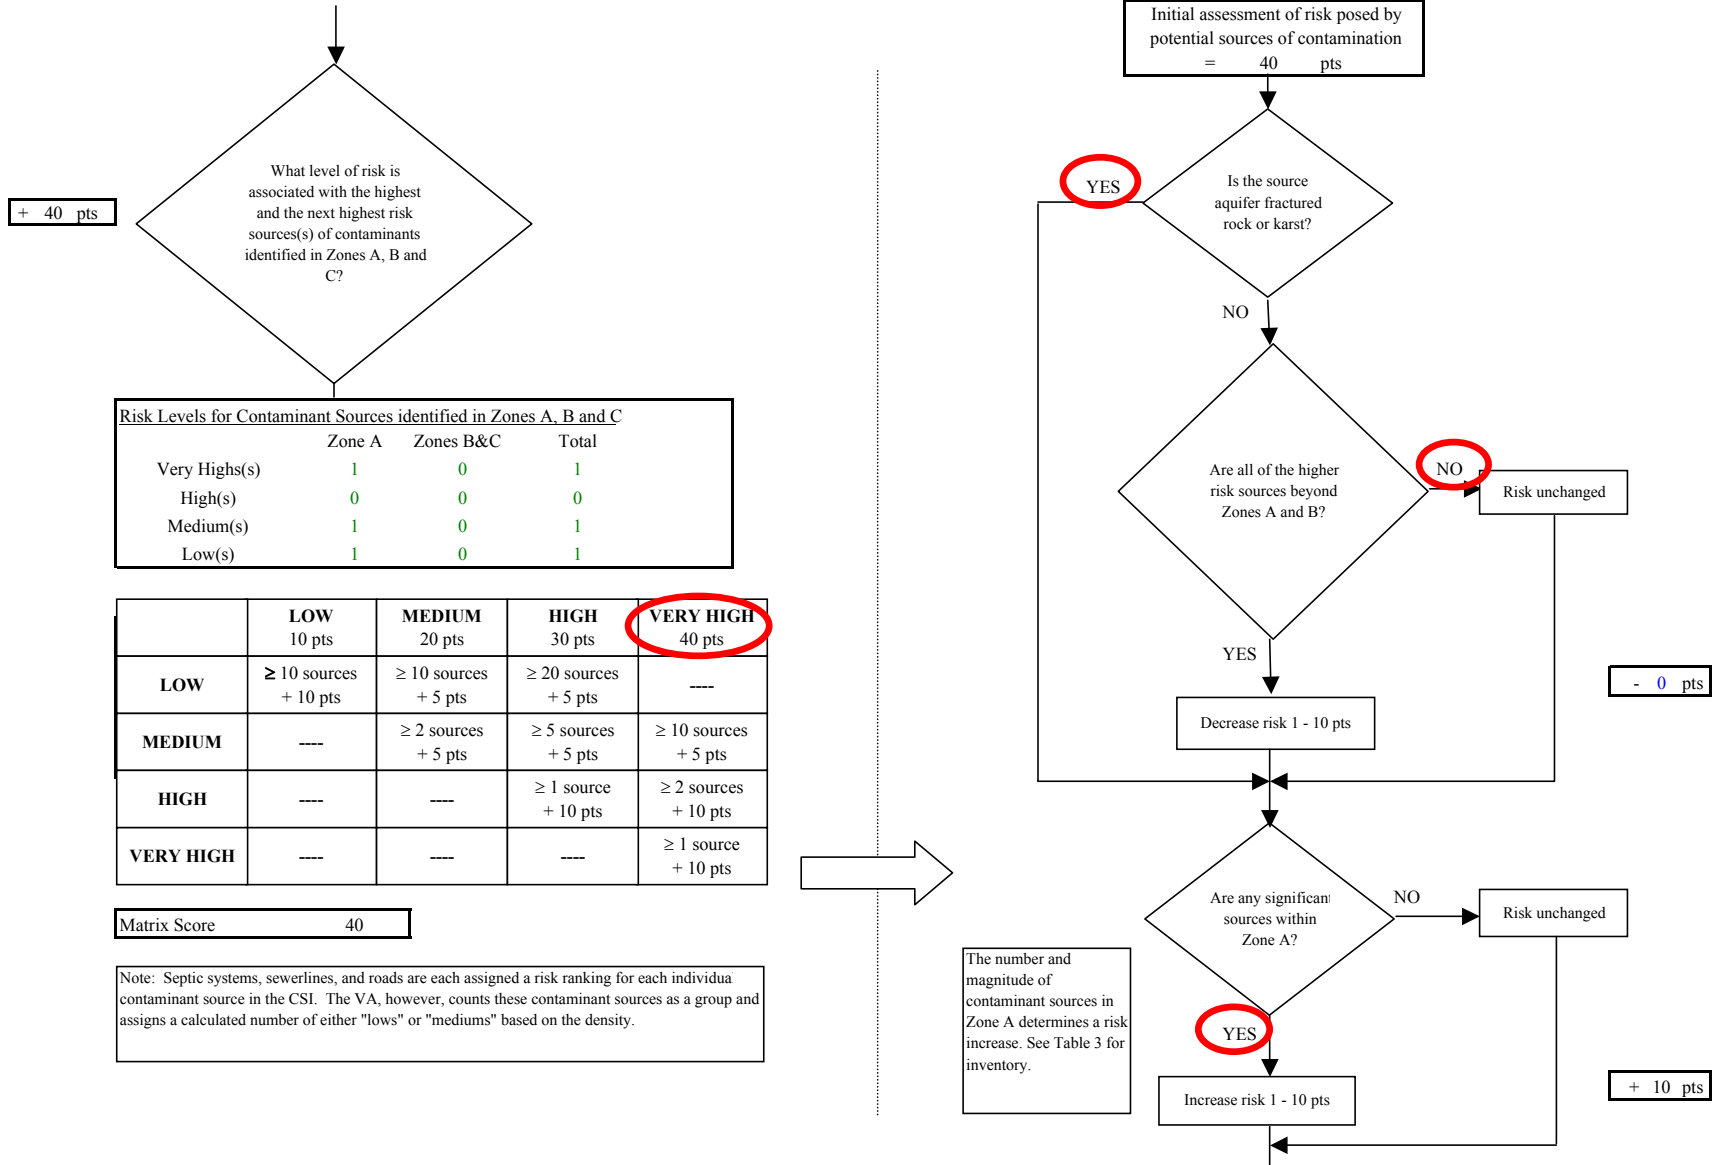 What level of risk is
associated with the highest
and the next highest risk
sources(s) of contaminants
identified in Zones A, B and
C?
+ 40 pts
Risk Levels for Contaminant Sources identified in Zones A, B and C
Zone A Zones B&C Total
Very Highs(s) 1 0 1
High(s) 0 0 0
Medium(s) 1 0 1
Low(s) 1 0 1
LOW MEDIUM HIGH VERY HIGH
10 pts 20 pts 30 pts 40 pts
LOW ≥ 10 sources + 10 pts ≥ 10 sources + 5 pts ≥ 20 sources + 5 pts ----
MEDIUM ---- ≥ 2 sources + 5 pts ≥ 5 sources + 5 pts ≥ 10 sources + 5 pts
HIGH ---- ---- ≥ 1 source + 10 pts ≥ 2 sources + 10 pts
VERY HIGH ---- ---- ---- ≥ 1 source + 10 pts
Matrix Score 40
Note: Septic systems, sewerlines, and roads are each assigned a risk ranking for each individua
contaminant source in the CSI. The VA, however, counts these contaminant sources as a group and
assigns a calculated number of either "lows" or "mediums" based on the density.
Initial assessment of risk posed by
potential sources of contamination
= 40 pts
YES
Is the source
aquifer fractured
rock or karst?
NO
Are all of the higher
risk sources beyond
Zones A and B?
NO
Risk unchanged
YES
- 0 pts
Decrease risk 1 - 10 pts
Are any significant
sources within
Zone A?
NO
Risk unchanged
The number and
magnitude of
contaminant sources in
Zone A determines a risk
increase. See Table 3 for
inventory.
YES
Increase risk 1 - 10 pts
+ 10 pts